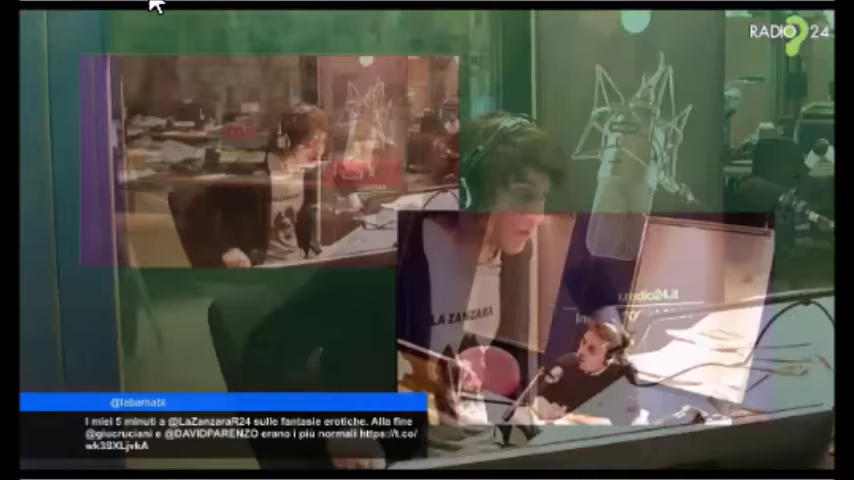 RADIO 24
LA ZANZARA
radio24.it
I miei 5 minuti a @LaZanzaraR24 sulle fantasie erotiche. Alla fine
@giucruciani e @DAVIDPARENZO erano i più normali https://t.co/
wk3SXLjvkA